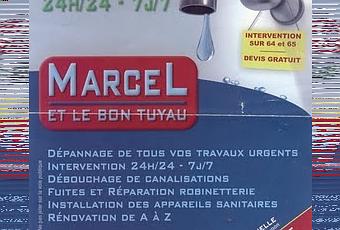 24H/24 - 7J/7
INTERVENTION
SUR 64 et 65
DEVIS GRATUIT
MARCEL
ET LE BON TUYAU
DÉPANNAGE DE TOUS VOS TRAVAUX URGENTS
INTERVENTION 24H/24 - 7J/7
DÉBOUCHAGE DE CANALISATIONS
FUITES ET RÉPARATION ROBINETTERIE
INSTALLATION DES APPAREILS SANITAIRES
RÉNOVATION DE A À Z